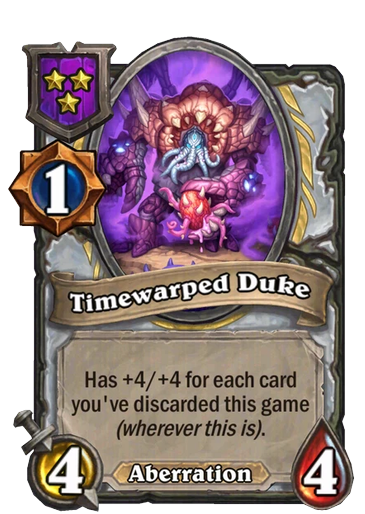 1
Timewarped Duke
Has +4/+4 for each card
you've discarded this game
(wherever this is).
4
Aberration
4